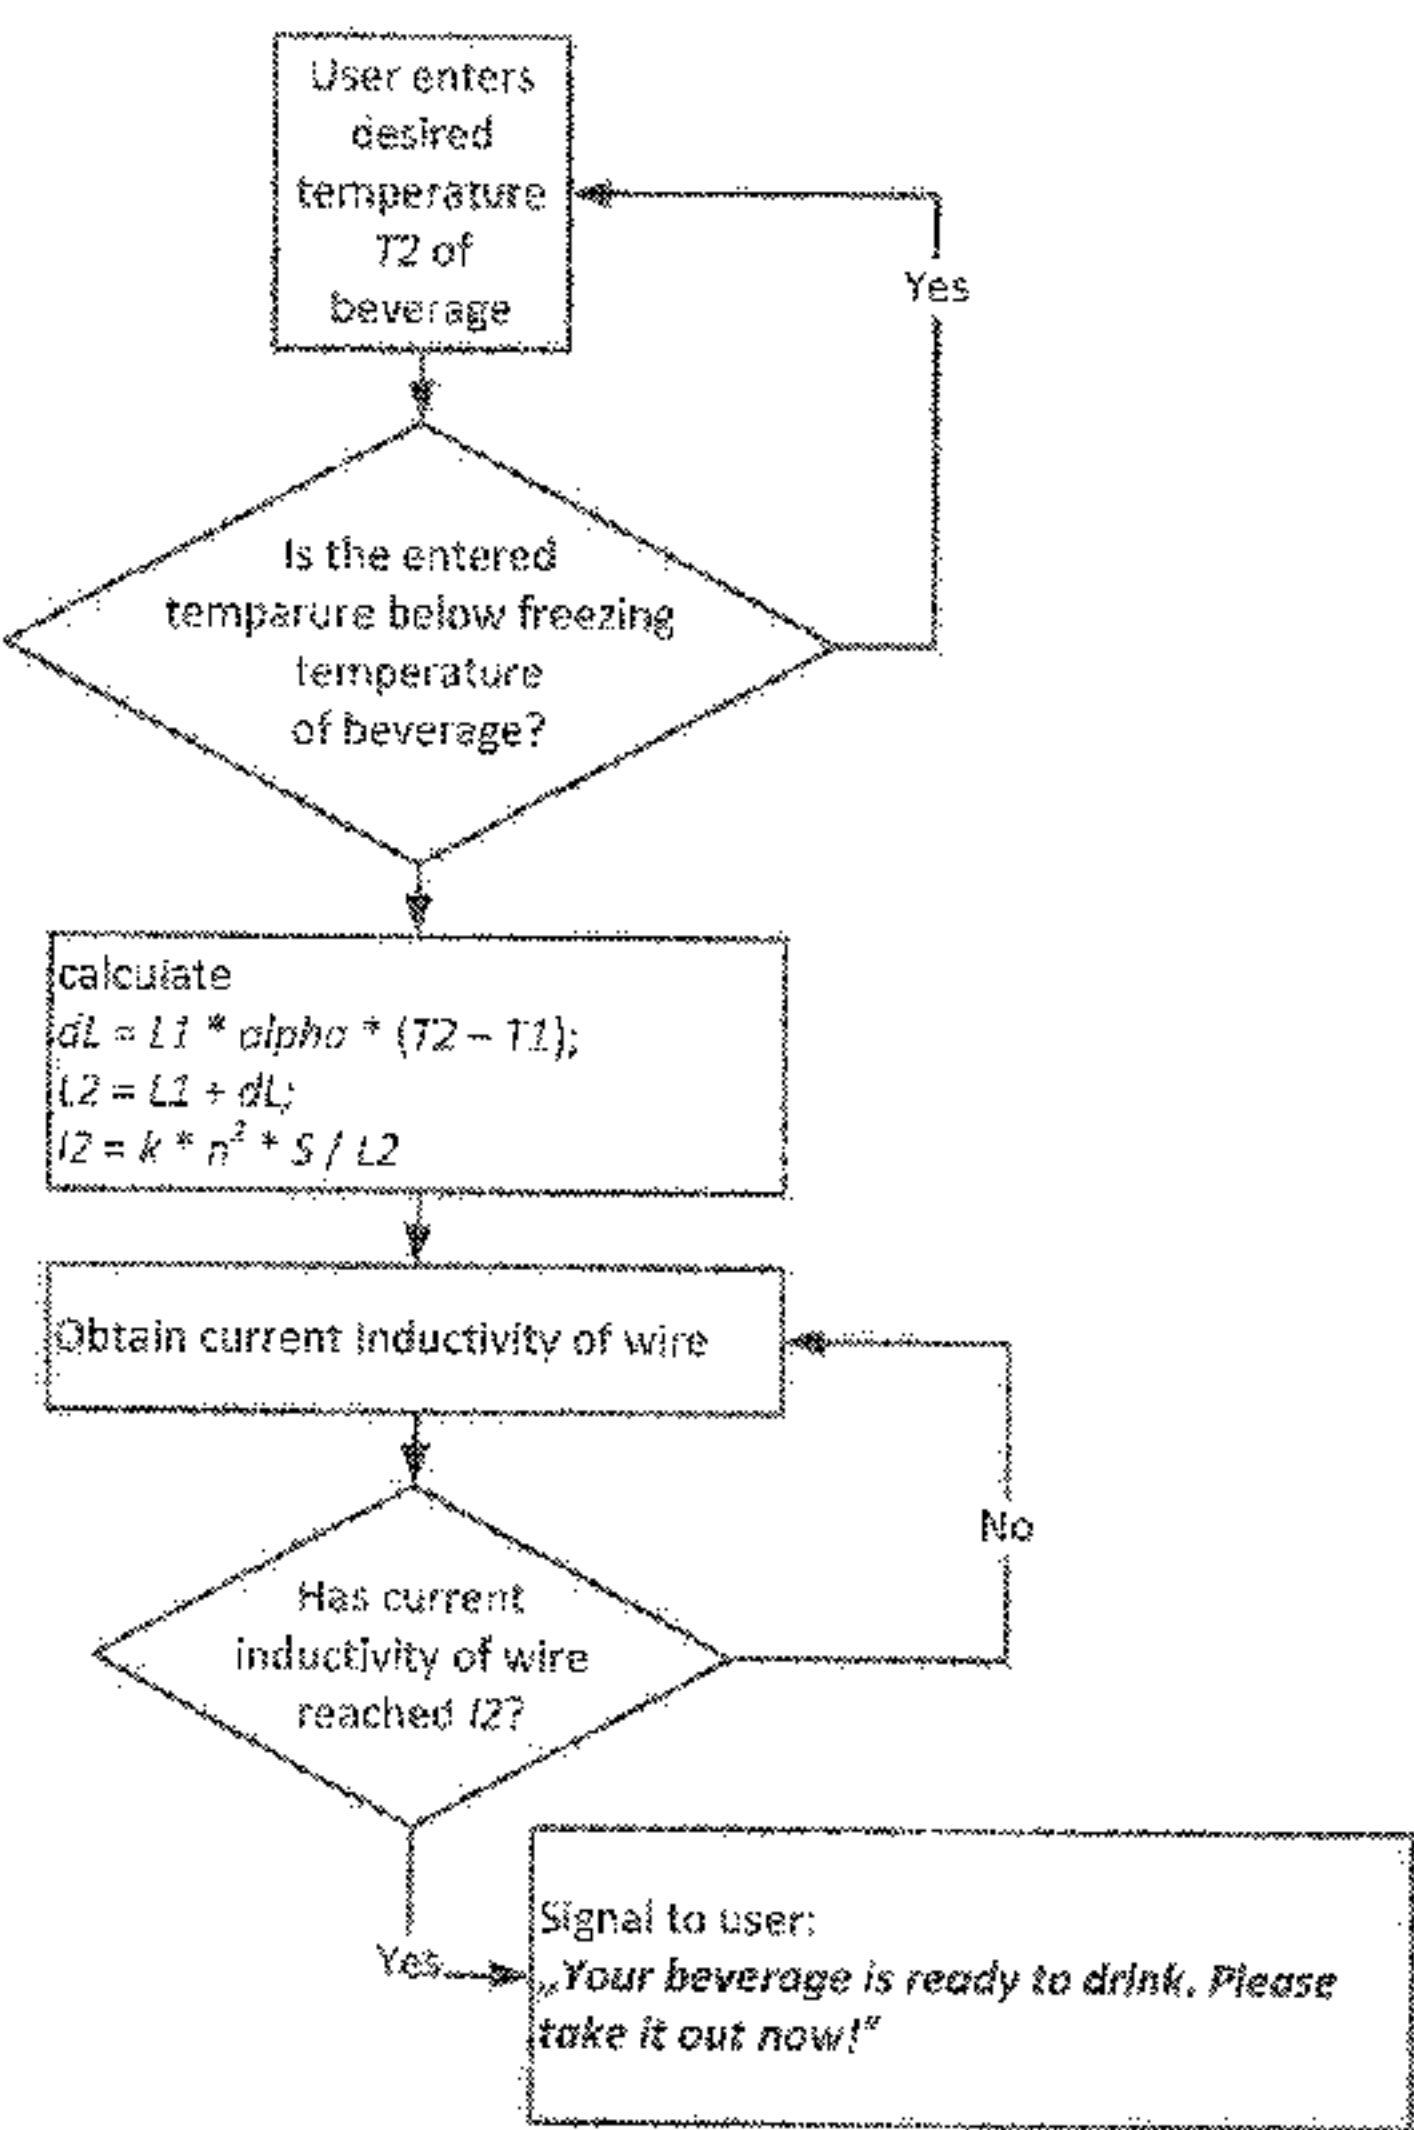 User enters
desired
temperature
T2 of
beverage
Yes
Is the entered
temparure below freezing
temperature
of beverage?
calculate
dL = L1 * alpha * (T2 – T1);
L2 = L1 + dL;
I2 = k * n² * S / L2
Obtain current inductivity of wire
No
Has current
inductivity of wire
reached I2?
Yes
Signal to user:
„Your beverage is ready to drink. Please
take it out now!“